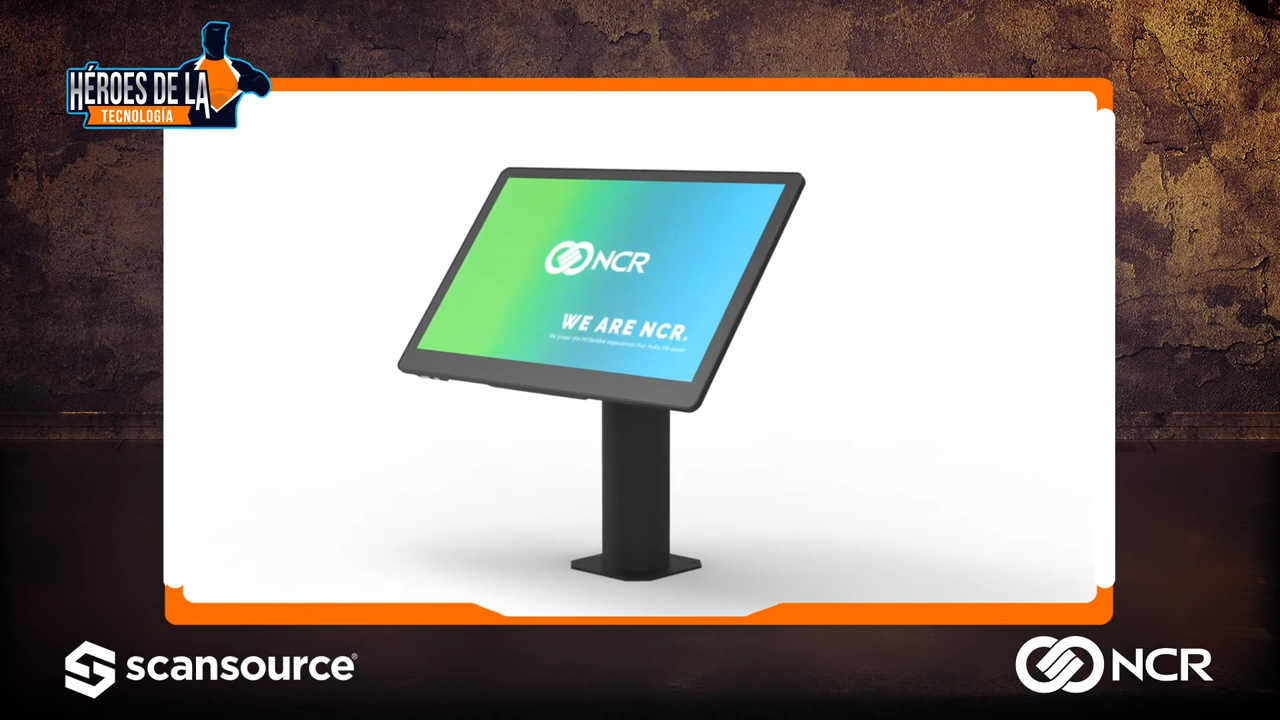 HÉROES DE LA
TECNOLOGÍA
NCR
WE ARE NCR.
scansource®
NCR